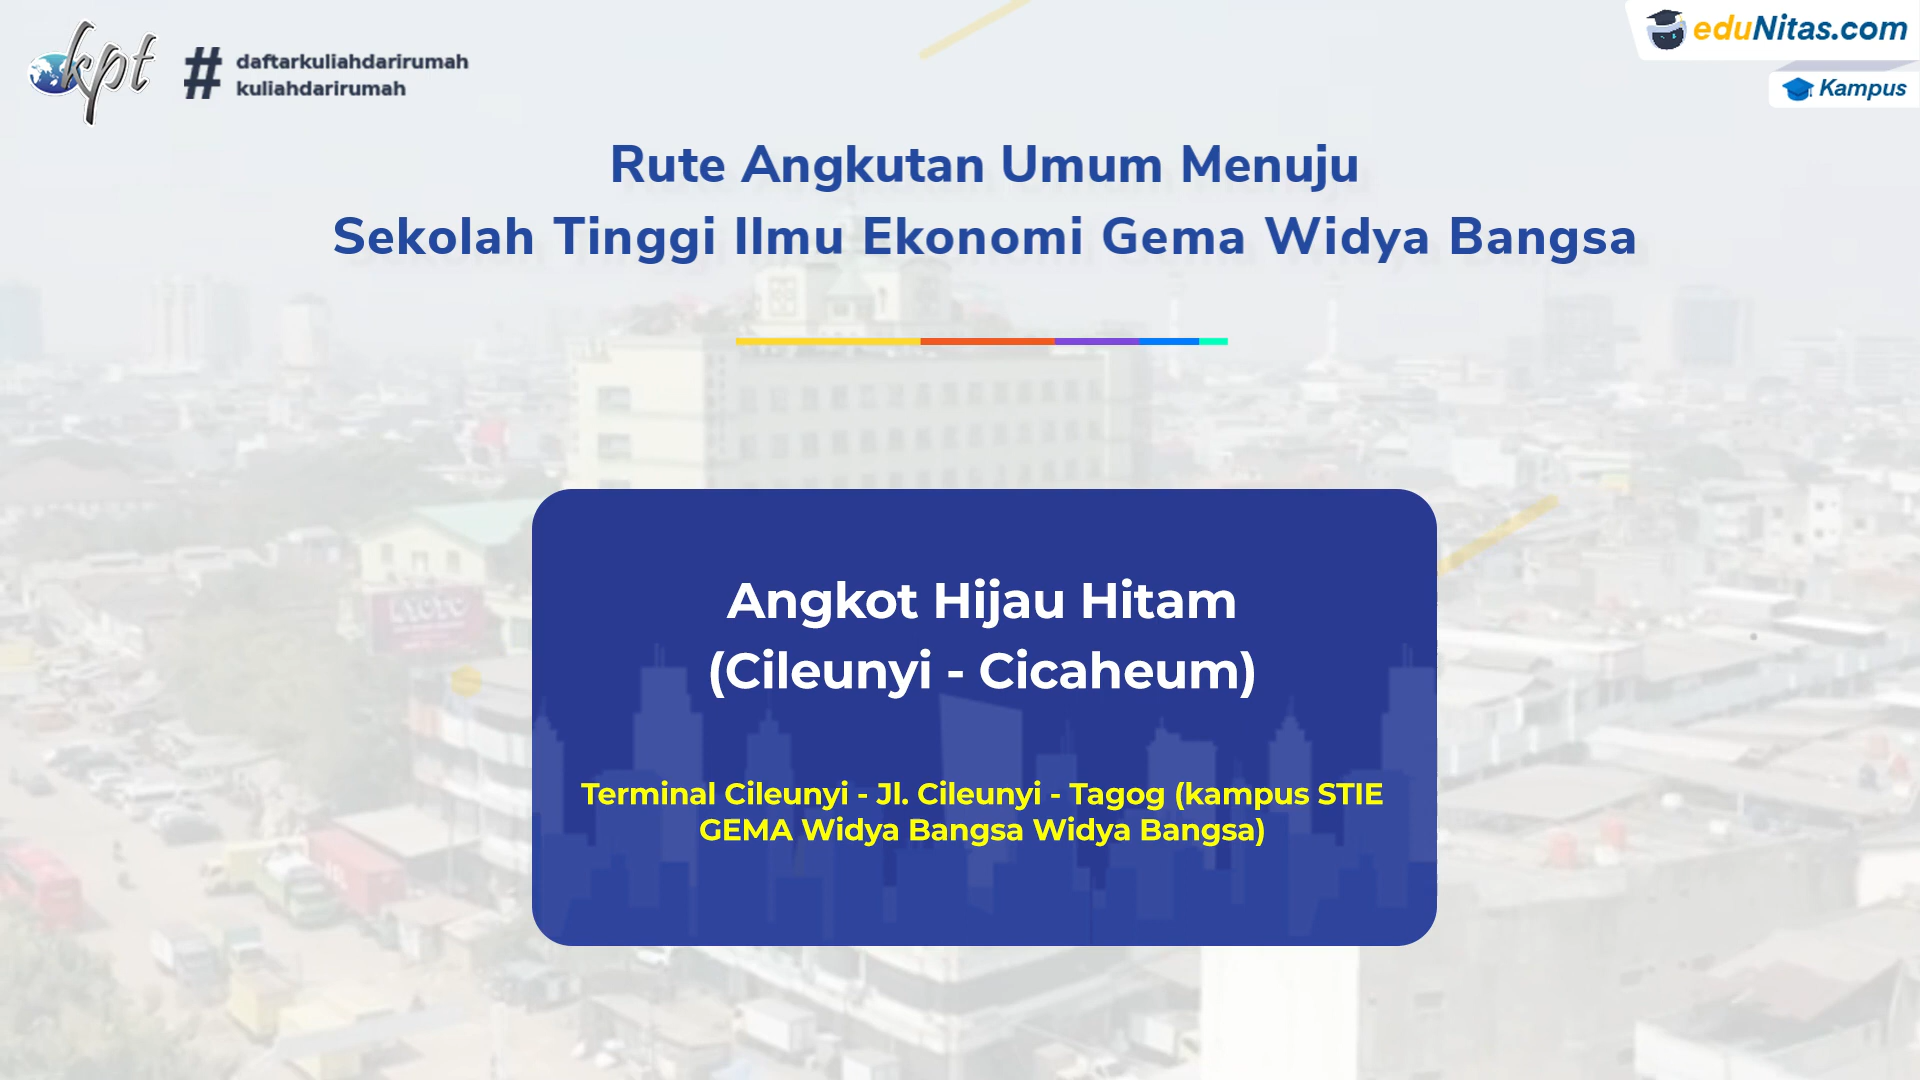 kpt
#
daftarkuliahdarirumah
kuliahdarirumah
eduNitas.com
Kampus
Rute Angkutan Umum Menuju
Sekolah Tinggi Ilmu Ekonomi Gema Widya Bangsa
Angkot Hijau Hitam
(Cileunyi - Cicaheum)
Terminal Cileunyi - Jl. Cileunyi - Tagog (kampus STIE
GEMA Widya Bangsa Widya Bangsa)